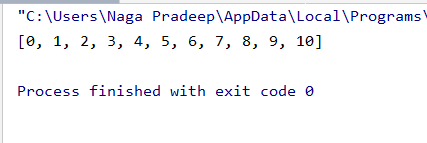 "C:\Users\Naga Pradeep\AppData\Local\Programs\
[0, 1, 2, 3, 4, 5, 6, 7, 8, 9, 10]
Process finished with exit code 0